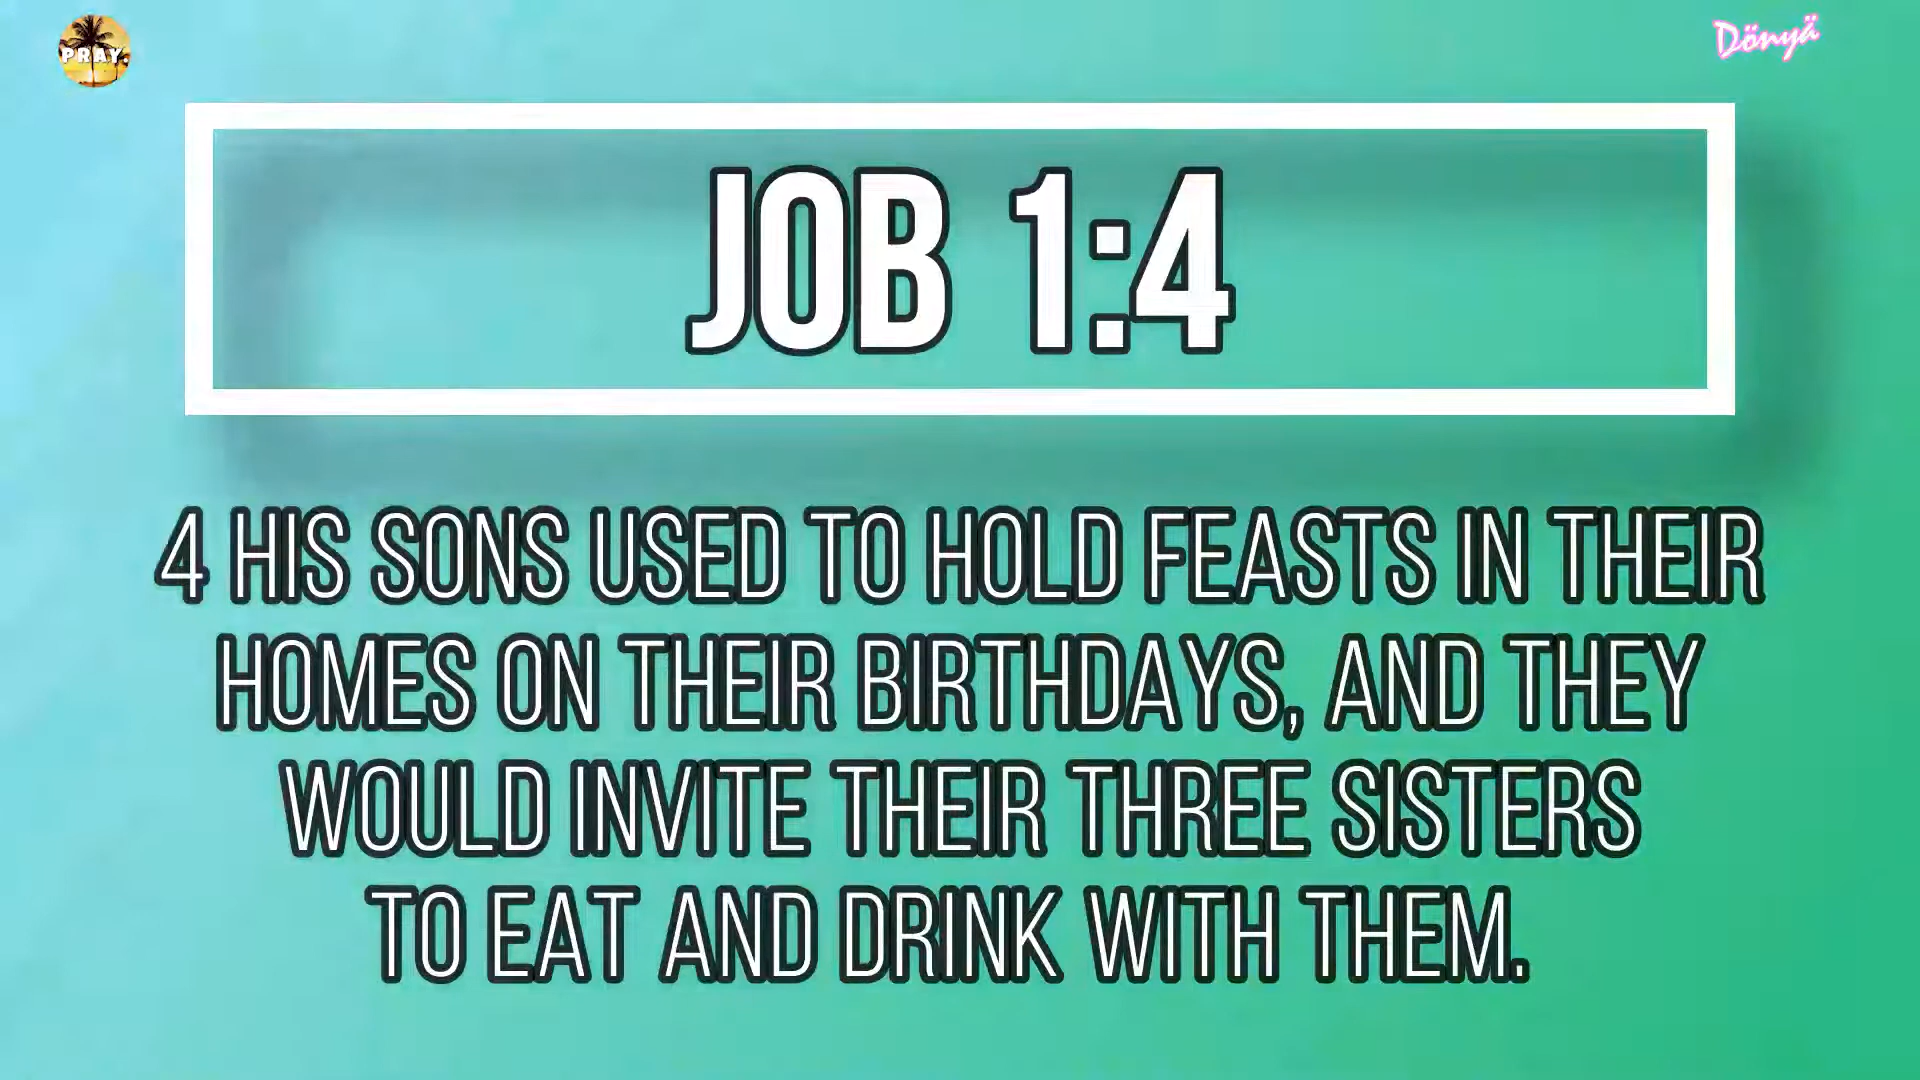 PRAY.
Dönyä
JOB 1:4
4 HIS SONS USED TO HOLD FEASTS IN THEIR
HOMES ON THEIR BIRTHDAYS, AND THEY
WOULD INVITE THEIR THREE SISTERS
TO EAT AND DRINK WITH THEM.